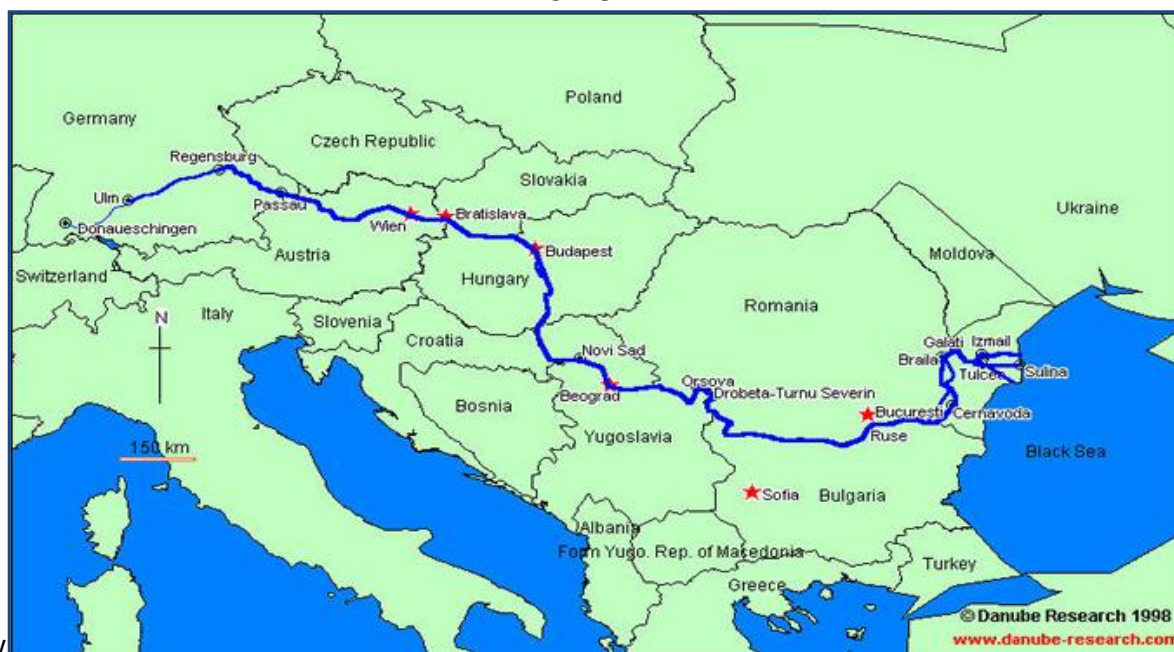 Poland
Germany
Czech Republic
Regensburg
Slovakia
Ulm
Passau
Ukraine
Wien
Bratislava
Donaueschingen
Budapest
Austria
Moldova
Switzerland
Hungary
Romania
Italy
N
Slovenia
Croatia
Galati
Izmail
Novi Sad
Braila
Tulcea
Sulina
Orsova
Beograd
Drobeta-Turnu Severin
Bosnia
Bucuresti
Cernavoda
Yugoslavia
Ruse
150 km
Black Sea
Sofia
Bulgaria
Albania
Form Yugo. Rep. of Macedonia
Turkey
Greece
© Danube Research 1998
www.danube-research.com